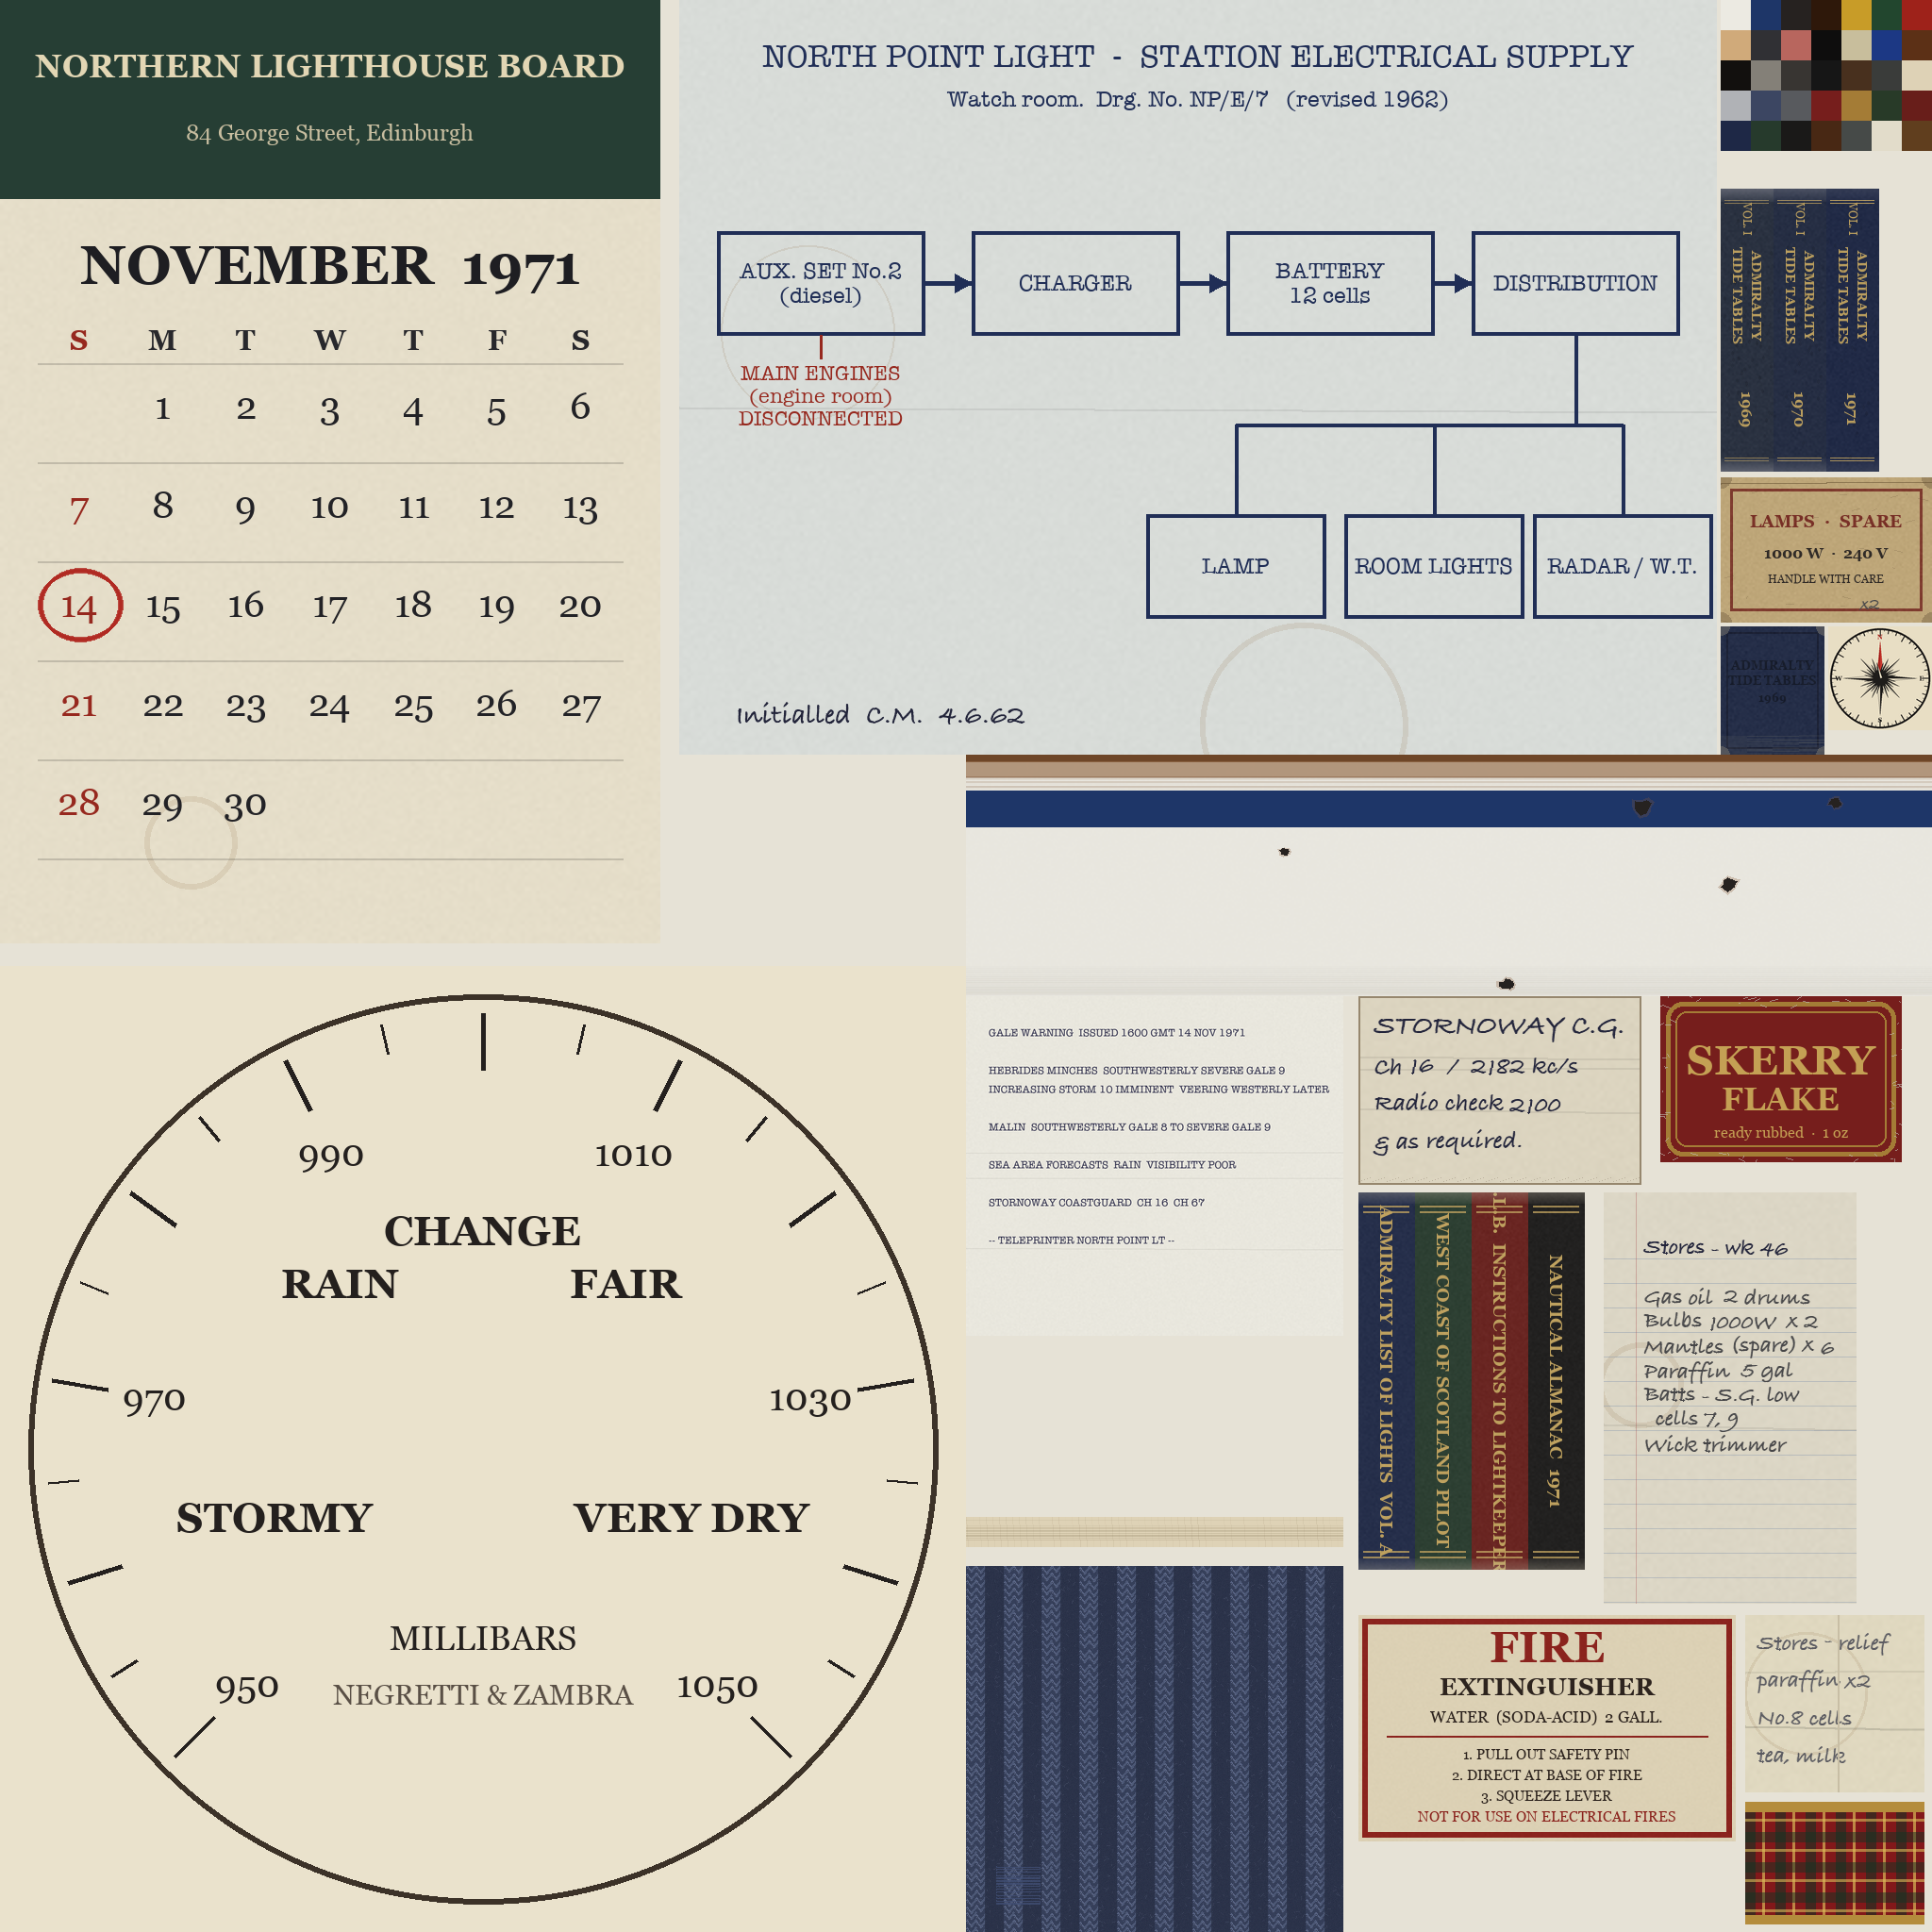 NORTHERN LIGHTHOUSE BOARD
84 George Street, Edinburgh
NOVEMBER 1971
S M T W T F S
1 2 3 4 5 6
7 8 9 10 11 12 13
14 15 16 17 18 19 20
21 22 23 24 25 26 27
28 29 30
NORTH POINT LIGHT - STATION ELECTRICAL SUPPLY
Watch room. Drg. No. NP/E/7 (revised 1962)
AUX. SET No.2
(diesel)
CHARGER
BATTERY
12 cells
DISTRIBUTION
MAIN ENGINES
(engine room)
DISCONNECTED
LAMP
ROOM LIGHTS
RADAR / W.T.
Initialled C.M. 4.6.62
VOL. I
ADMIRALTY
TIDE TABLES
1969
VOL. I
ADMIRALTY
TIDE TABLES
1970
VOL. I
ADMIRALTY
TIDE TABLES
1971
LAMPS · SPARE
1000 W · 240 V
HANDLE WITH CARE
x2
ADMIRALTY
TIDE TABLES
1969
N
W E
S
990
1010
CHANGE
RAIN
FAIR
970
1030
STORMY
VERY DRY
MILLIBARS
950
NEGRETTI & ZAMBRA
1050
GALE WARNING ISSUED 1600 GMT 14 NOV 1971
HEBRIDES MINCHES SOUTHWESTERLY SEVERE GALE 9
INCREASING STORM 10 IMMINENT VEERING WESTERLY LATER
MALIN SOUTHWESTERLY GALE 8 TO SEVERE GALE 9
SEA AREA FORECASTS RAIN VISIBILITY POOR
STORNOWAY COASTGUARD CH 16 CH 67
-- TELEPRINTER NORTH POINT LT --
STORNOWAY C.G.
Ch 16 / 2182 kc/s
Radio check 2100
& as required.
SKERRY
FLAKE
ready rubbed · 1 oz
ADMIRALTY LIST OF LIGHTS VOL. A
WEST COAST OF SCOTLAND PILOT
.L.B. INSTRUCTIONS TO LIGHTKEEPER
NAUTICAL ALMANAC 1971
Stores - wk 46
Gas oil 2 drums
Bulbs 1000W x 2
Mantles (spare) x 6
Paraffin 5 gal
Batts - S.G. low
cells 7, 9
Wick trimmer
FIRE
EXTINGUISHER
WATER (SODA-ACID) 2 GALL.
1. PULL OUT SAFETY PIN
2. DIRECT AT BASE OF FIRE
3. SQUEEZE LEVER
NOT FOR USE ON ELECTRICAL FIRES
Stores - relief
paraffin x2
No.8 cells
tea, milk